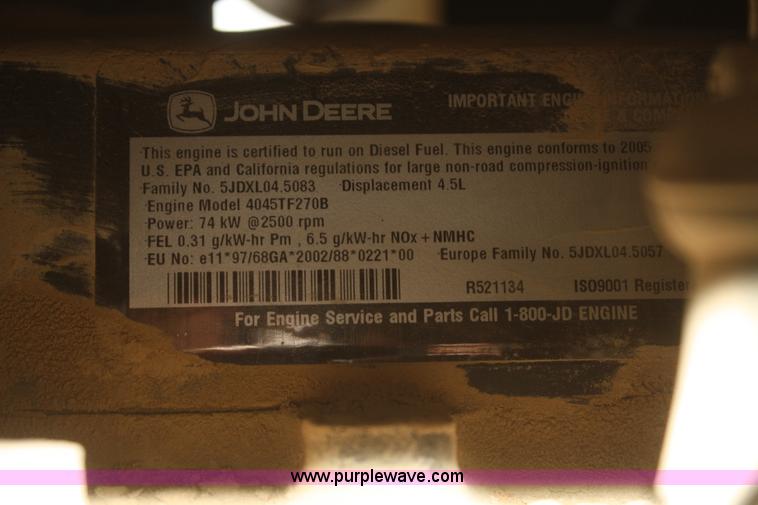 JOHN DEERE IMPORTANT ENGINE INFORMATION
This engine is certified to run on Diesel Fuel. This engine conforms to 2005
U.S. EPA and California regulations for large non-road compression-ignition
Family No. 5JDXL04.5083 Displacement 4.5L
Engine Model 4045TF270B
Power: 74 kW @2500 rpm
FEL 0.31 g/kW-hr Pm , 6.5 g/kW-hr NOx + NMHC
EU No: e11*97/68GA*2002/88*0221*00 Europe Family No. 5JDXL04.5057
R521134 ISO9001 Register
For Engine Service and Parts Call 1-800-JD ENGINE
www.purplewave.com